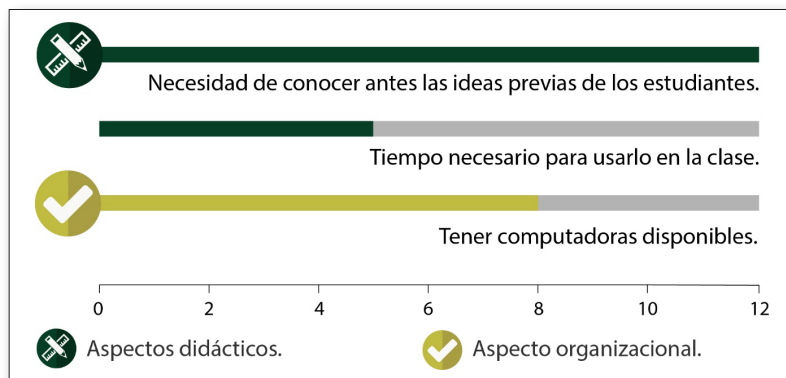 Necesidad de conocer antes las ideas previas de los estudiantes.
Tiempo necesario para usarlo en la clase.
Tener computadoras disponibles.
0 2 4 6 8 10 12
Aspectos didácticos. Aspecto organizacional.